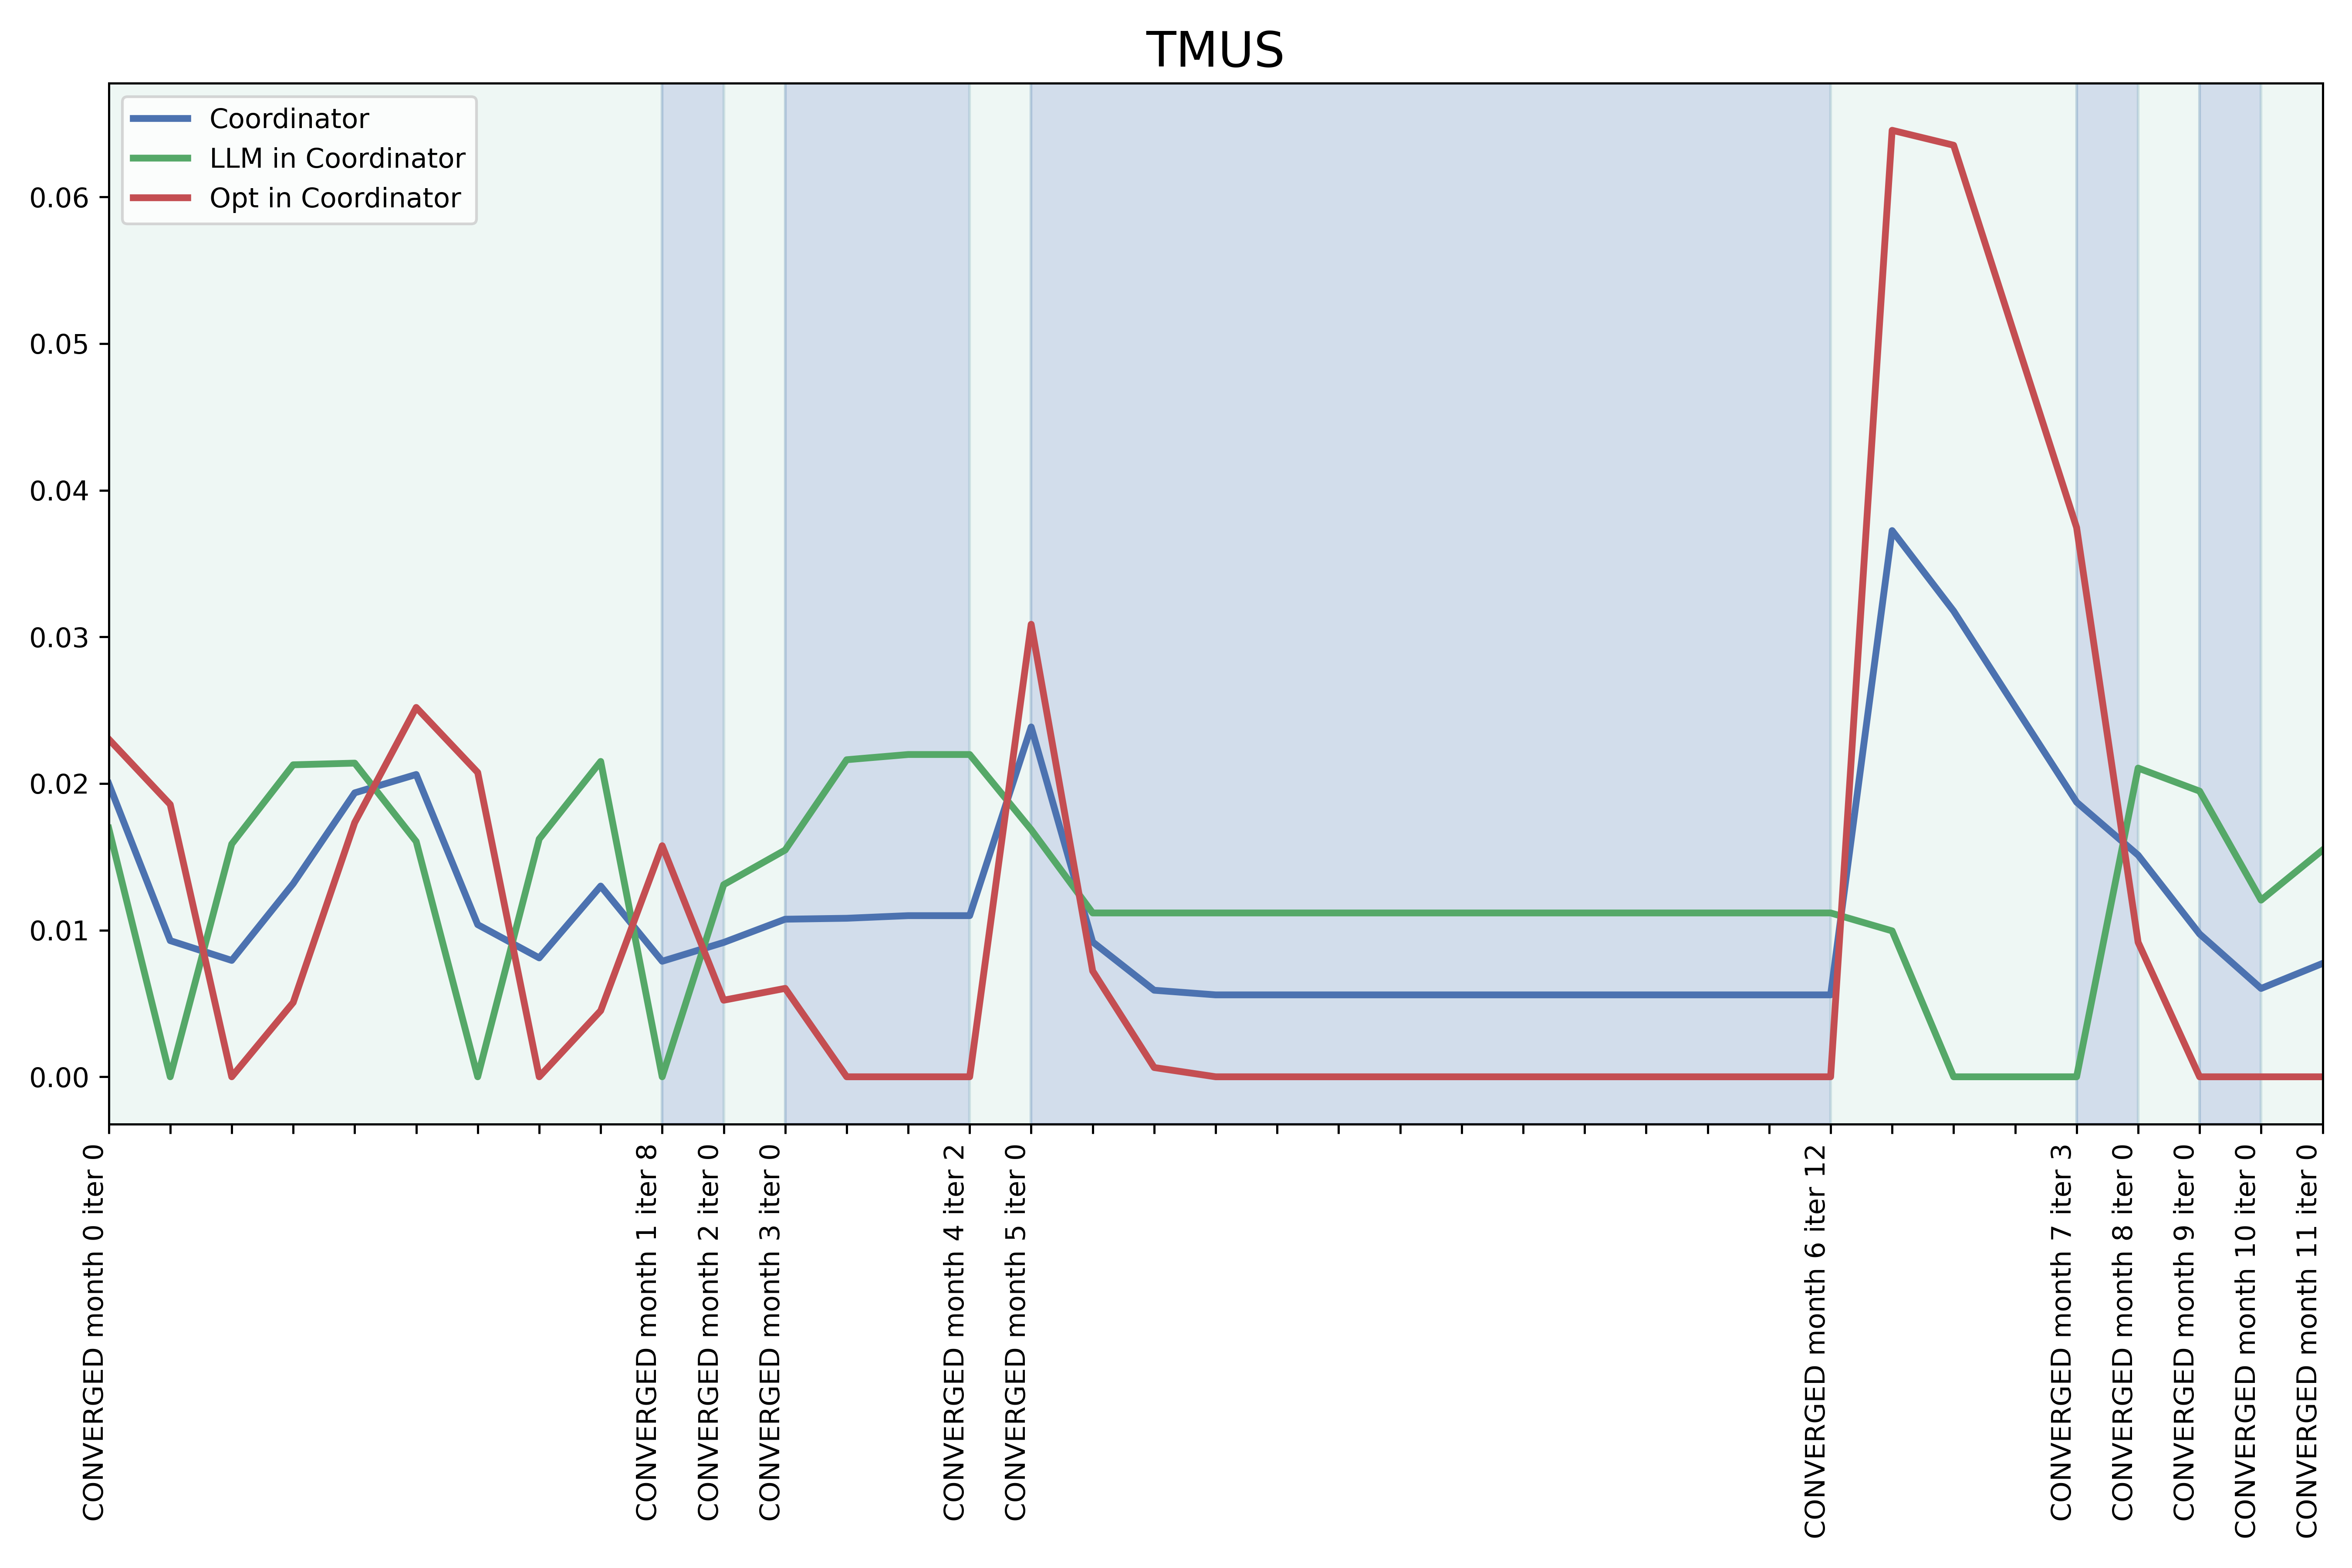 TMUS
Coordinator
LLM in Coordinator
Opt in Coordinator
0.06
0.05
0.04
0.03
0.02
0.01
0.00
CONVERGED month 0 iter 0
CONVERGED month 1 iter 8
CONVERGED month 2 iter 0
CONVERGED month 3 iter 0
CONVERGED month 4 iter 2
CONVERGED month 5 iter 0
CONVERGED month 6 iter 12
CONVERGED month 7 iter 3
CONVERGED month 8 iter 0
CONVERGED month 9 iter 0
CONVERGED month 10 iter 0
CONVERGED month 11 iter 0